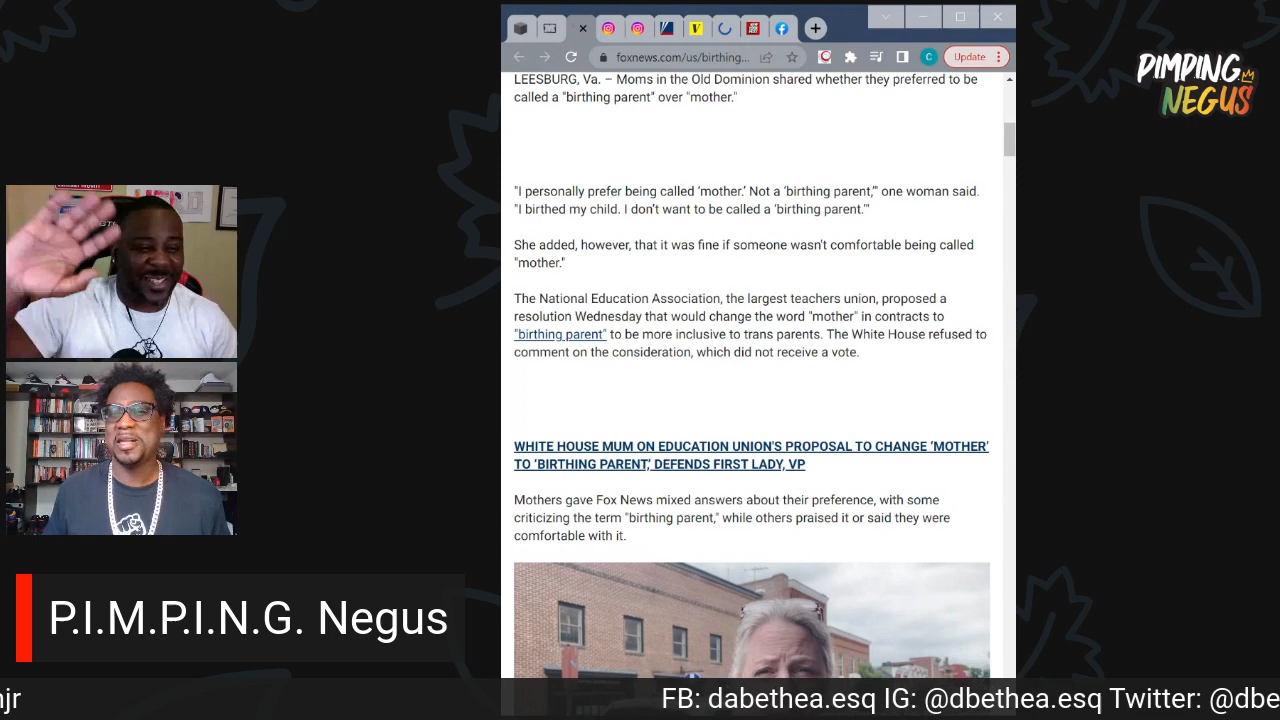 foxnews.com/us/birthing...
Update
LEESBURG, Va. – Moms in the Old Dominion shared whether they preferred to be
called a "birthing parent" over "mother."
"I personally prefer being called ‘mother.’ Not a ‘birthing parent,’" one woman said.
"I birthed my child. I don’t want to be called a ‘birthing parent.’"
She added, however, that it was fine if someone wasn't comfortable being called
"mother."
The National Education Association, the largest teachers union, proposed a
resolution Wednesday that would change the word "mother" in contracts to
"birthing parent" to be more inclusive to trans parents. The White House refused to
comment on the consideration, which did not receive a vote.
WHITE HOUSE MUM ON EDUCATION UNION'S PROPOSAL TO CHANGE ‘MOTHER’
TO ‘BIRTHING PARENT,’ DEFENDS FIRST LADY, VP
Mothers gave Fox News mixed answers about their preference, with some
criticizing the term "birthing parent," while others praised it or said they were
comfortable with it.
PIMPING
NEGUS
P.I.M.P.I.N.G. Negus
jr FB: dabethea.esq IG: @dbethea.esq Twitter: @dbe